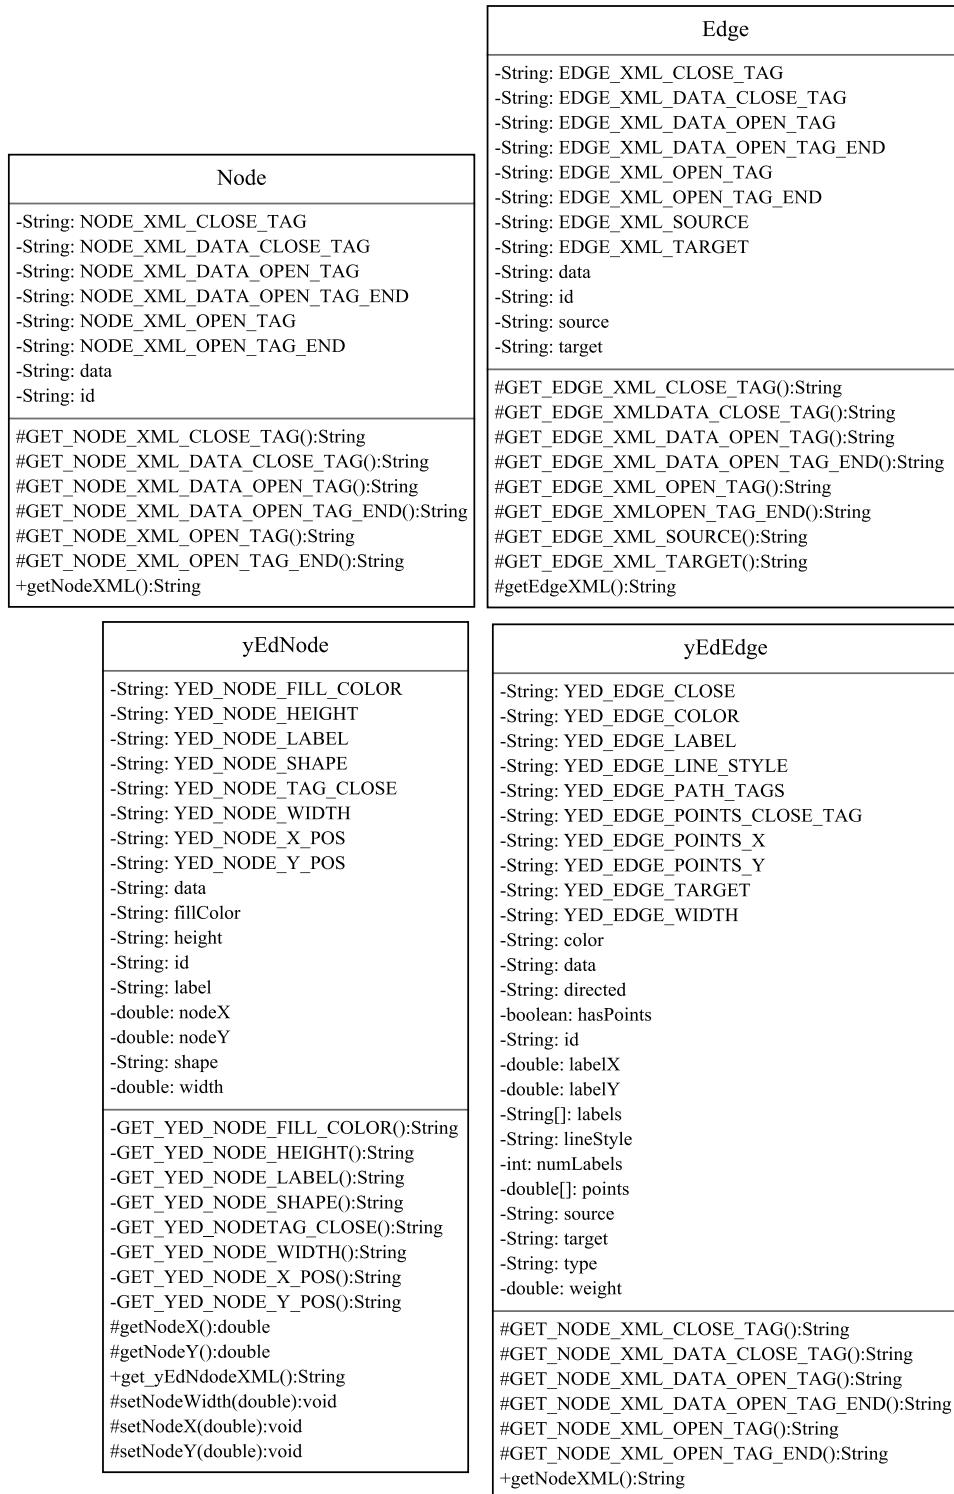 Node
-String: NODE_XML_CLOSE_TAG
-String: NODE_XML_DATA_CLOSE_TAG
-String: NODE_XML_DATA_OPEN_TAG
-String: NODE_XML_DATA_OPEN_TAG_END
-String: NODE_XML_OPEN_TAG
-String: NODE_XML_OPEN_TAG_END
-String: data
-String: id
#GET_NODE_XML_CLOSE_TAG():String
#GET_NODE_XML_DATA_CLOSE_TAG():String
#GET_NODE_XML_DATA_OPEN_TAG():String
#GET_NODE_XML_DATA_OPEN_TAG_END():String
#GET_NODE_XML_OPEN_TAG():String
#GET_NODE_XML_OPEN_TAG_END():String
+getNodeXML():String
Edge
-String: EDGE_XML_CLOSE_TAG
-String: EDGE_XML_DATA_CLOSE_TAG
-String: EDGE_XML_DATA_OPEN_TAG
-String: EDGE_XML_DATA_OPEN_TAG_END
-String: EDGE_XML_OPEN_TAG
-String: EDGE_XML_OPEN_TAG_END
-String: EDGE_XML_SOURCE
-String: EDGE_XML_TARGET
-String: data
-String: id
-String: source
-String: target
#GET_EDGE_XML_CLOSE_TAG():String
#GET_EDGE_XMLDATA_CLOSE_TAG():String
#GET_EDGE_XML_DATA_OPEN_TAG():String
#GET_EDGE_XML_DATA_OPEN_TAG_END():String
#GET_EDGE_XML_OPEN_TAG():String
#GET_EDGE_XMLOPEN_TAG_END():String
#GET_EDGE_XML_SOURCE():String
#GET_EDGE_XML_TARGET():String
#getEdgeXML():String
yEdNode
-String: YED_NODE_FILL_COLOR
-String: YED_NODE_HEIGHT
-String: YED_NODE_LABEL
-String: YED_NODE_SHAPE
-String: YED_NODE_TAG_CLOSE
-String: YED_NODE_WIDTH
-String: YED_NODE_X_POS
-String: YED_NODE_Y_POS
-String: data
-String: fillColor
-String: height
-String: id
-String: label
-double: nodeX
-double: nodeY
-String: shape
-double: width
-GET_YED_NODE_FILL_COLOR():String
-GET_YED_NODE_HEIGHT():String
-GET_YED_NODE_LABEL():String
-GET_YED_NODE_SHAPE():String
-GET_YED_NODETAG_CLOSE():String
-GET_YED_NODE_WIDTH():String
-GET_YED_NODE_X_POS():String
-GET_YED_NODE_Y_POS():String
#getNodeX():double
#getNodeY():double
+get_yEdNdodeXML():String
#setNodeWidth(double):void
#setNodeX(double):void
#setNodeY(double):void
yEdEdge
-String: YED_EDGE_CLOSE
-String: YED_EDGE_COLOR
-String: YED_EDGE_LABEL
-String: YED_EDGE_LINE_STYLE
-String: YED_EDGE_PATH_TAGS
-String: YED_EDGE_POINTS_CLOSE_TAG
-String: YED_EDGE_POINTS_X
-String: YED_EDGE_POINTS_Y
-String: YED_EDGE_TARGET
-String: YED_EDGE_WIDTH
-String: color
-String: data
-String: directed
-boolean: hasPoints
-String: id
-double: labelX
-double: labelY
-String[]: labels
-String: lineStyle
-int: numLabels
-double[]: points
-String: source
-String: target
-String: type
-double: weight
#GET_NODE_XML_CLOSE_TAG():String
#GET_NODE_XML_DATA_CLOSE_TAG():String
#GET_NODE_XML_DATA_OPEN_TAG():String
#GET_NODE_XML_DATA_OPEN_TAG_END():String
#GET_NODE_XML_OPEN_TAG():String
#GET_NODE_XML_OPEN_TAG_END():String
+getNodeXML():String